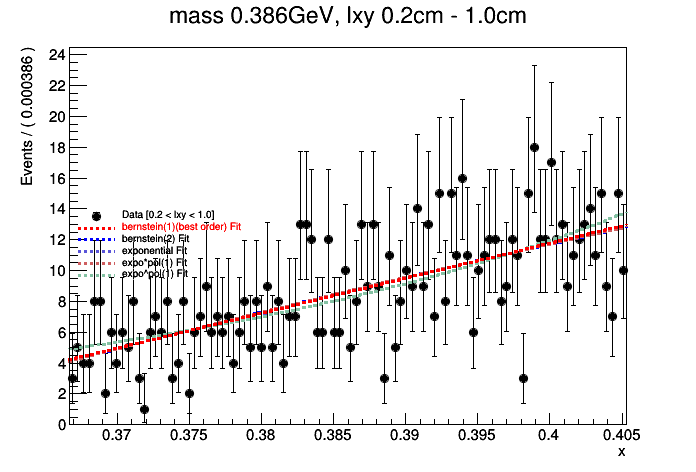 mass 0.386GeV, lxy 0.2cm - 1.0cm
Events / ( 0.000386 )
24
22
20
18
16
14
12
10
8
6
4
2
0
Data [0.2 < lxy < 1.0]
bernstein(1)(best order) Fit
bernstein(2) Fit
exponential Fit
expo*pol(1) Fit
expo^pol(1) Fit
0.37 0.375 0.38 0.385 0.39 0.395 0.4 0.405
x